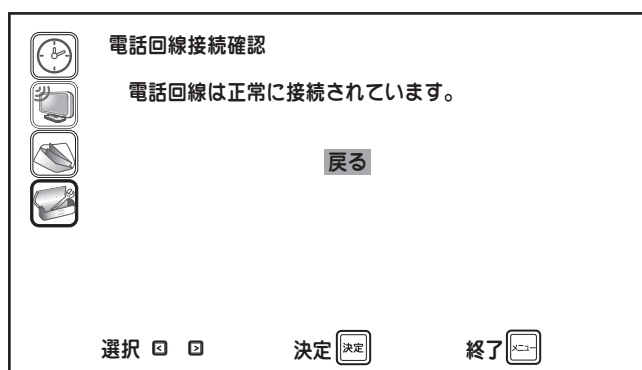 電話回線接続確認
電話回線は正常に接続されています。
戻る
選択 決定 決定 終了 メニュー